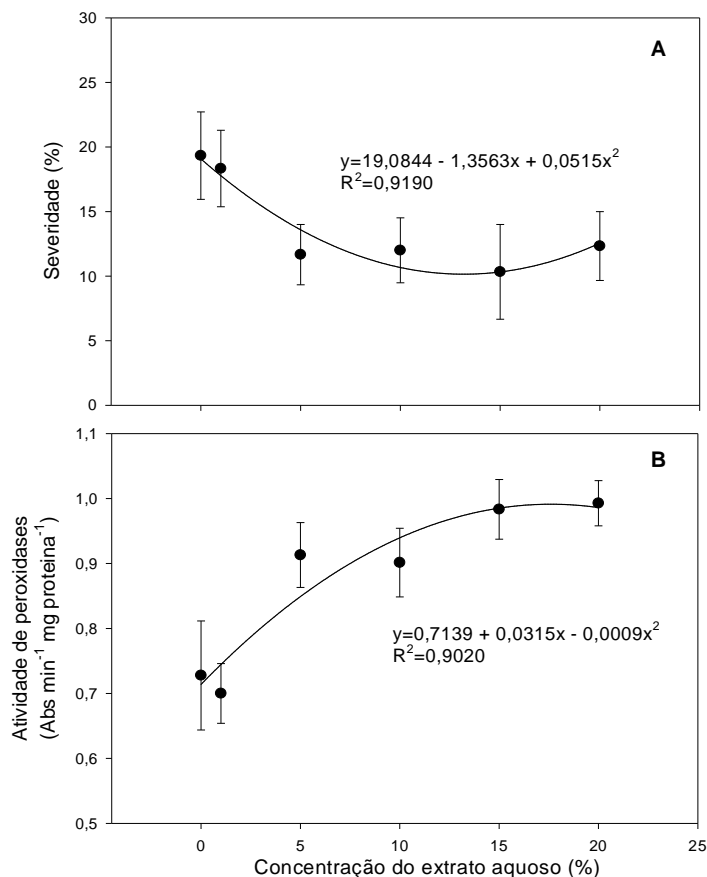 A
30
25
20
15
10
5
0
Severidade (%)
y=19,0844 - 1,3563x + 0,0515x²
R²=0,9190
B
1,1
1,0
0,9
0,8
0,7
0,6
0,5
Atividade de peroxidases
(Abs min⁻¹ mg proteina⁻¹)
y=0,7139 + 0,0315x - 0,0009x²
R²=0,9020
0 5 10 15 20 25
Concentração do extrato aquoso (%)